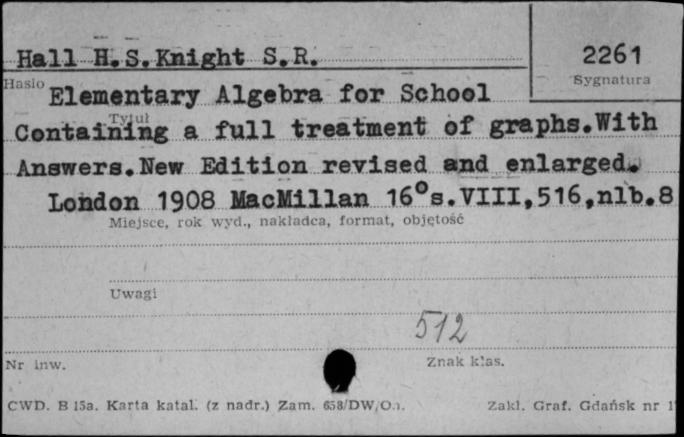 Hall H.S.Knight S.R.
2261
Hasło
Sygnatura
Elementary Algebra for School
Tytuł
Containing a full treatment of graphs.With
Answers.New Edition revised and enlarged.
London 1908 MacMillan 16°s.VIII,516,nlb.8
Miejsce, rok wyd., nakładca, format, objętość
Uwagi
512
Nr inw.
Znak klas.
CWD. B 15a. Karta katal. (z nadr.) Zam. 658/DW/On.
Zakł. Graf. Gdańsk nr 1